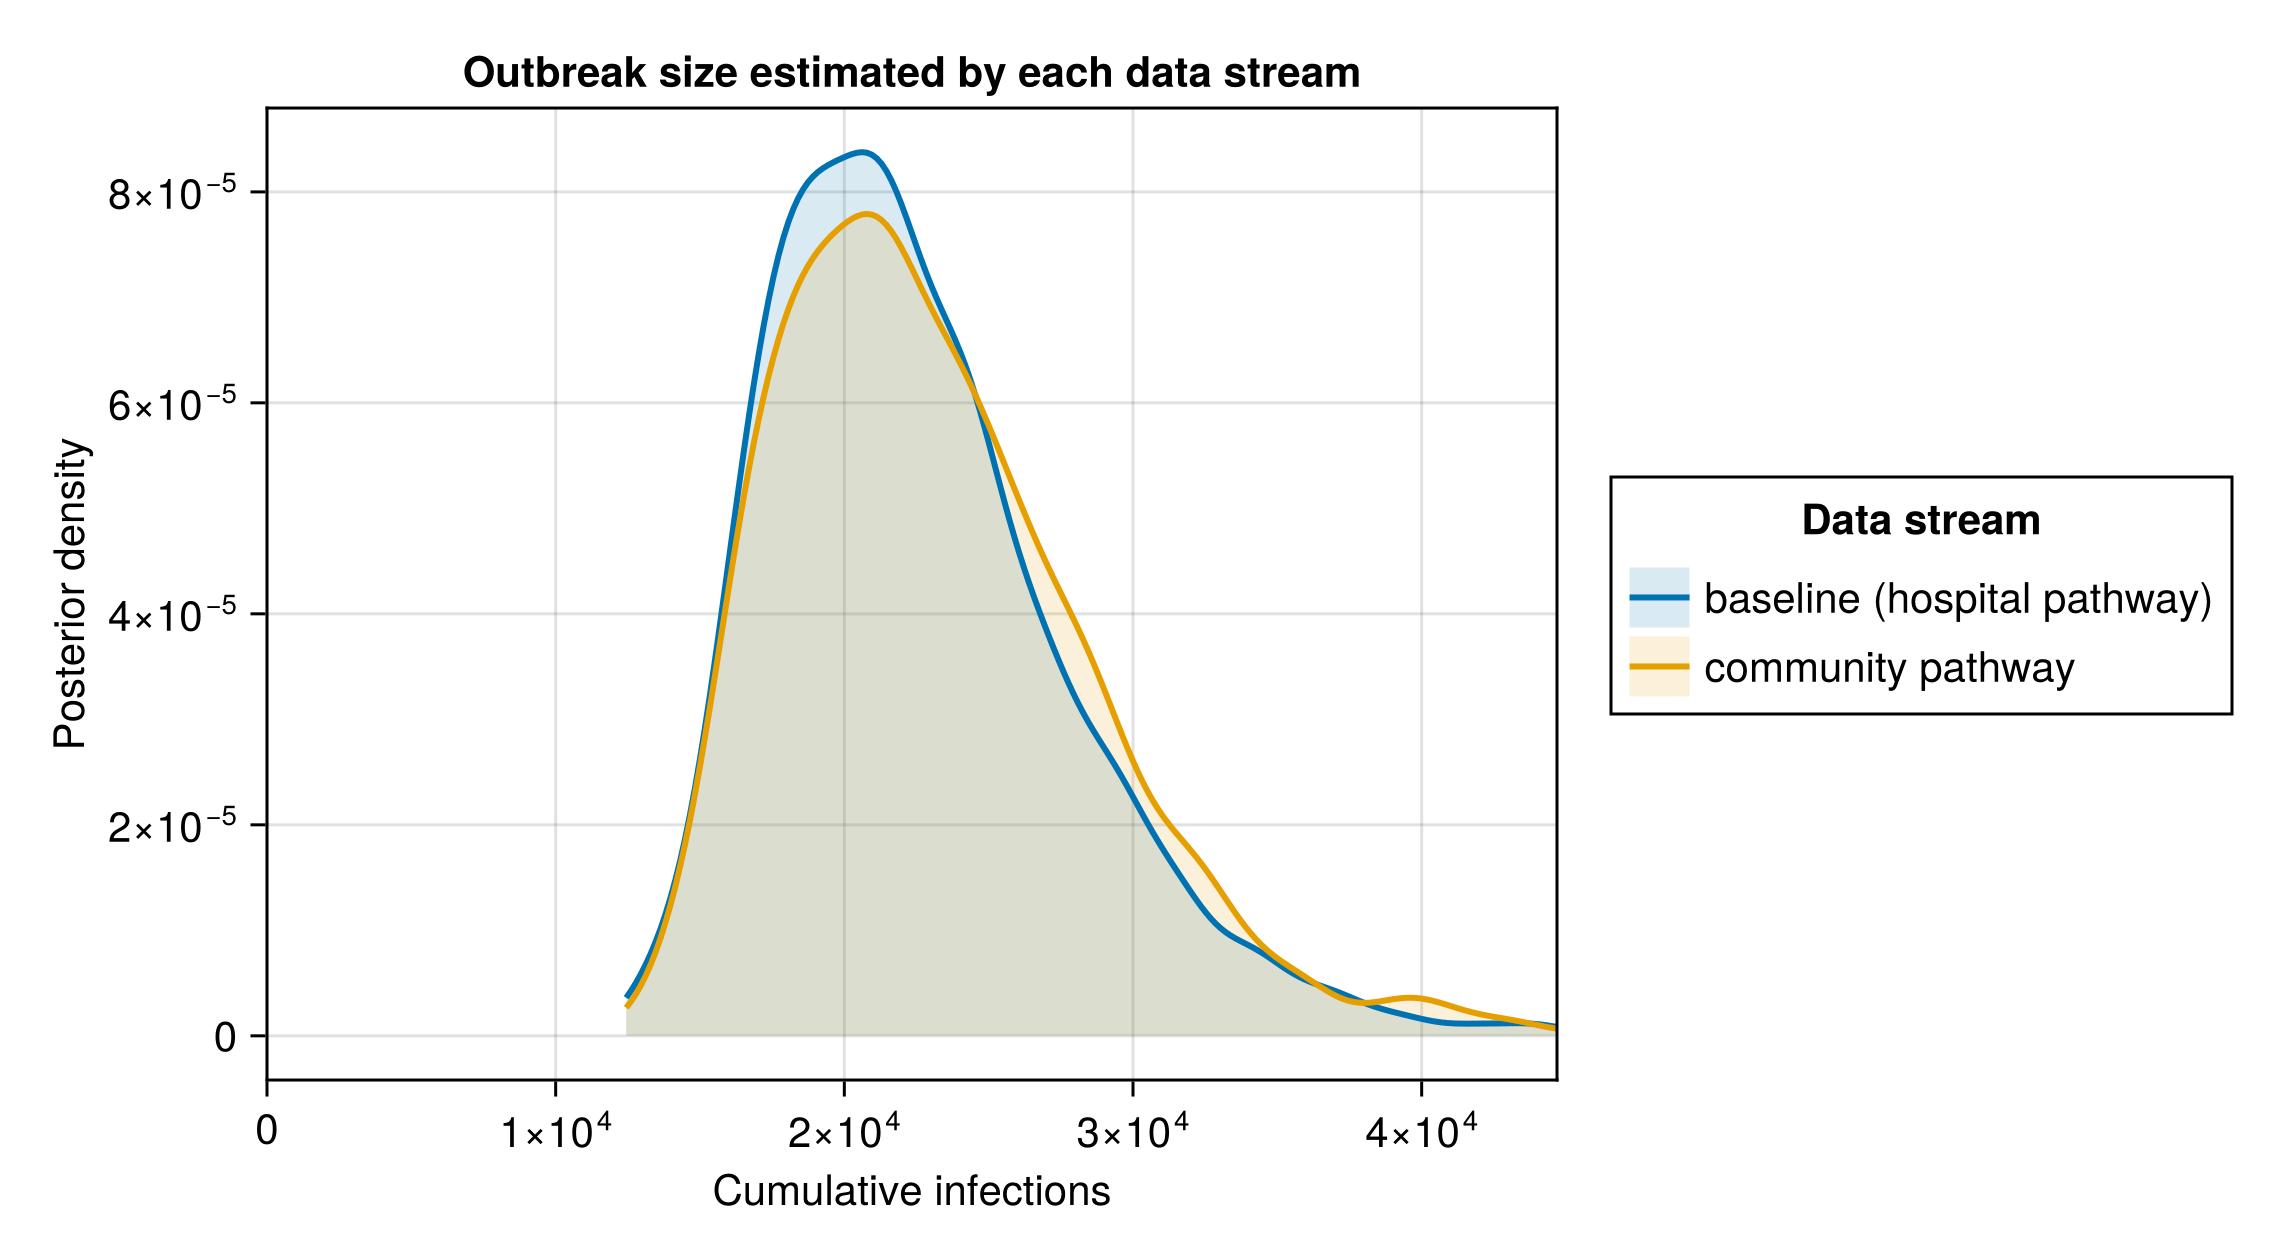 Outbreak size estimated by each data stream
8×10⁻⁵
6×10⁻⁵
4×10⁻⁵
2×10⁻⁵
0
Posterior density
0
1×10⁴
2×10⁴
3×10⁴
4×10⁴
Cumulative infections
Data stream
baseline (hospital pathway)
community pathway